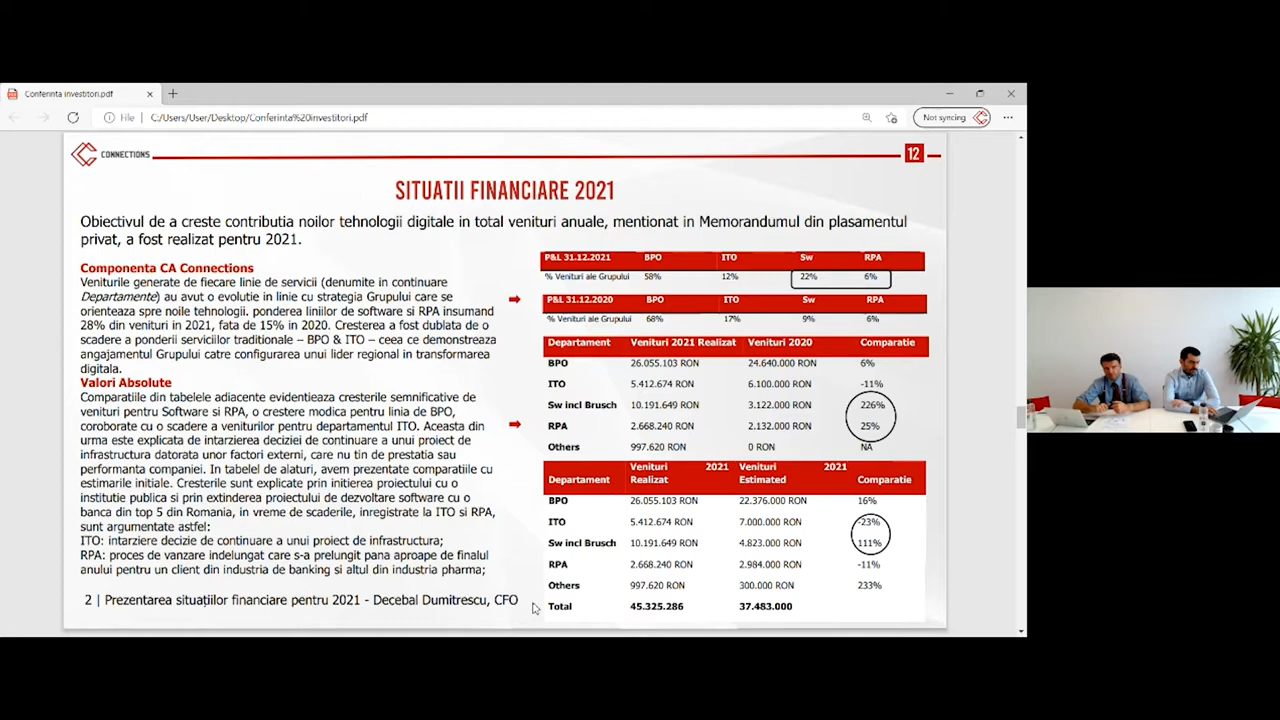 Conferinta investitori.pdf
File
C:/Users/User/Desktop/Conferinta%20investitori.pdf
Not syncing
CONNECTIONS
12
SITUATII FINANCIARE 2021
Obiectivul de a creste contributia noilor tehnologii digitale in total venituri anuale, mentionat in Memorandumul din plasamentul
privat, a fost realizat pentru 2021.
Componenta CA Connections
Veniturile generate de fiecare linie de servicii (denumite in continuare
Departamente) au avut o evolutie in linie cu strategia Grupului care se
orienteaza spre noile tehnologii. ponderea liniilor de software si RPA insumand
28% din venituri in 2021, fata de 15% in 2020. Cresterea a fost dublata de o
scadere a ponderii serviciilor traditionale – BPO & ITO – ceea ce demonstreaza
angajamentul Grupului catre configurarea unui lider regional in transformarea
digitala.
Valori Absolute
Comparatiile din tabelele adiacente evidentieaza cresterile semnificative de
venituri pentru Software si RPA, o crestere modica pentru linia de BPO,
coroborate cu o scadere a veniturilor pentru departamentul ITO. Aceasta din
urma este explicata de intarzierea deciziei de continuare a unui proiect de
infrastructura datorata unor factori externi, care nu tin de prestatia sau
performanta companiei. In tabelul de alaturi, avem prezentate comparatiile cu
estimarile initiale. Cresterile sunt explicate prin initierea proiectului cu o
institutie publica si prin extinderea proiectului de dezvoltare software cu o
banca din top 5 din Romania, in vreme ce scaderile, inregistrate la ITO si RPA,
sunt argumentate astfel:
ITO: intarziere decizie de continuare a unui proiect de infrastructura;
RPA: proces de vanzare indelungat care s-a prelungit pana aproape de finalul
anului pentru un client din industria de banking si altul din industria pharma;
2 | Prezentarea situațiilor financiare pentru 2021 - Decebal Dumitrescu, CFO
P&L 31.12.2021 BPO ITO Sw RPA
% Venituri ale Grupului 58% 12% 22% 6%
P&L 31.12.2020 BPO ITO Sw RPA
% Venituri ale Grupului 68% 17% 9% 6%
Departament Venituri 2021 Realizat Venituri 2020 Comparatie
BPO 26.055.103 RON 24.640.000 RON 6%
ITO 5.412.674 RON 6.100.000 RON -11%
Sw incl Brusch 10.191.649 RON 3.122.000 RON 226%
RPA 2.668.240 RON 2.132.000 RON 25%
Others 997.620 RON 0 RON NA
Venituri 2021 Venituri 2021
Departament Realizat Estimated Comparatie
BPO 26.055.103 RON 22.376.000 RON 16%
ITO 5.412.674 RON 7.000.000 RON -23%
Sw incl Brusch 10.191.649 RON 4.823.000 RON 111%
RPA 2.668.240 RON 2.984.000 RON -11%
Others 997.620 RON 300.000 RON 233%
Total 45.325.286 37.483.000